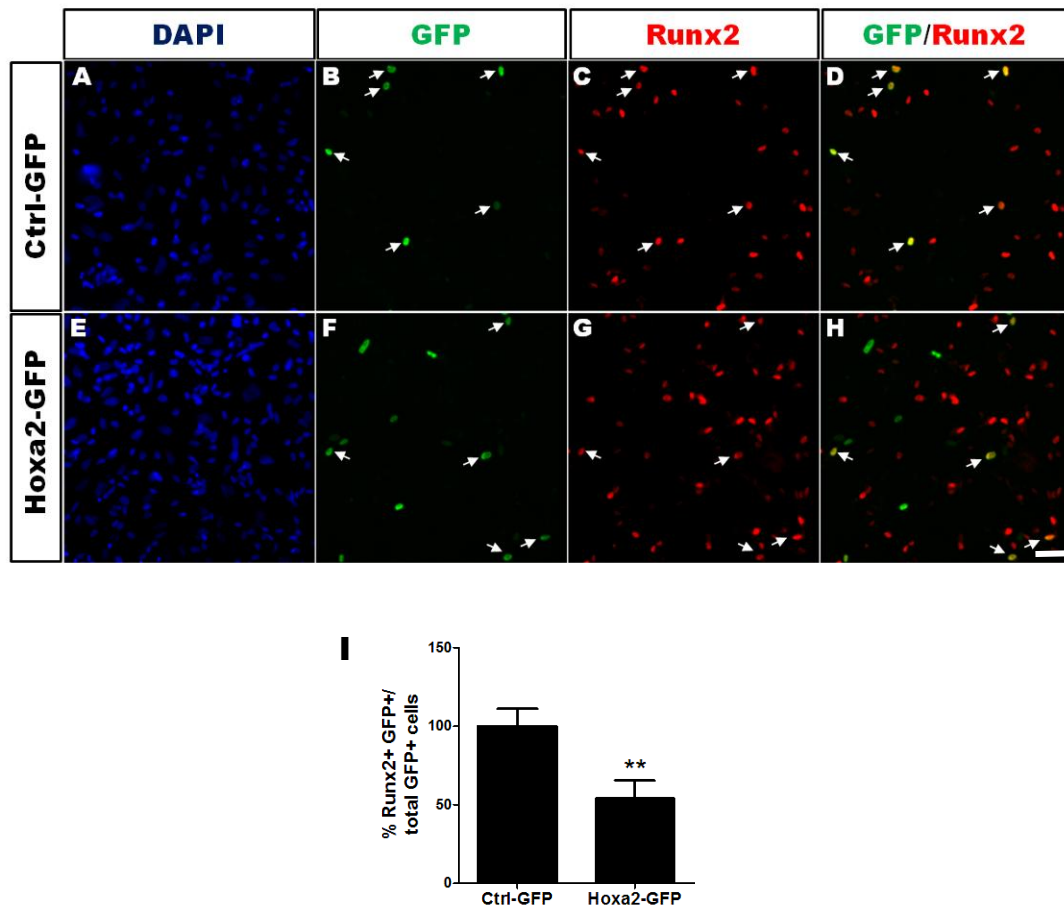 DAPI
GFP
Runx2
GFP/Runx2
Ctrl-GFP
A
B
C
D
Hoxa2-GFP
E
F
G
H
I
% Runx2+ GFP+/
total GFP+ cells
150
100
50
0
**
Ctrl-GFP
Hoxa2-GFP